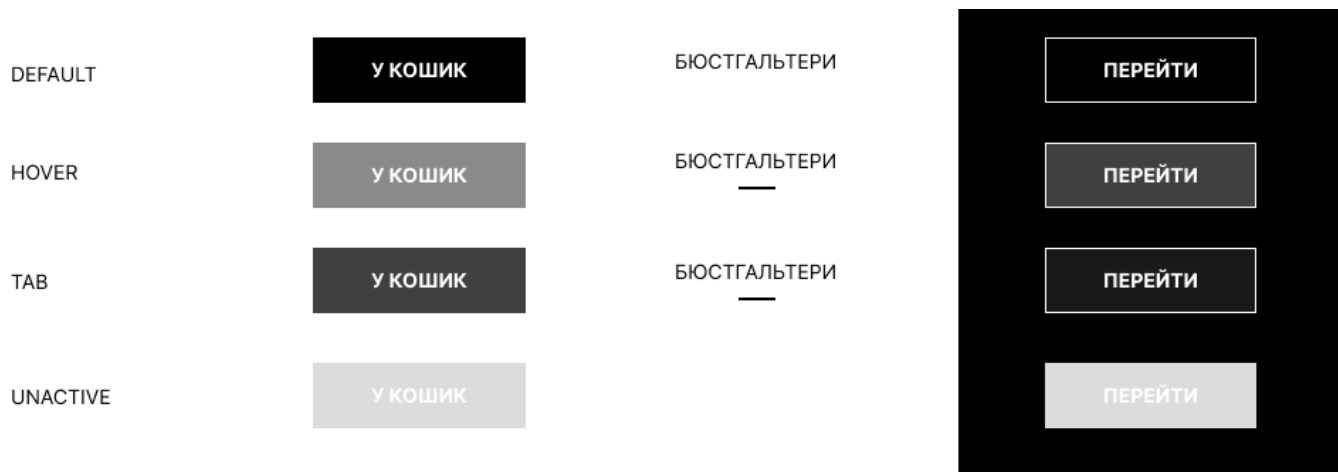 DEFAULT
У КОШИК
БЮСТГАЛЬТЕРИ
ПЕРЕЙТИ
HOVER
У КОШИК
БЮСТГАЛЬТЕРИ
ПЕРЕЙТИ
TAB
У КОШИК
БЮСТГАЛЬТЕРИ
ПЕРЕЙТИ
UNACTIVE
У КОШИК
ПЕРЕЙТИ